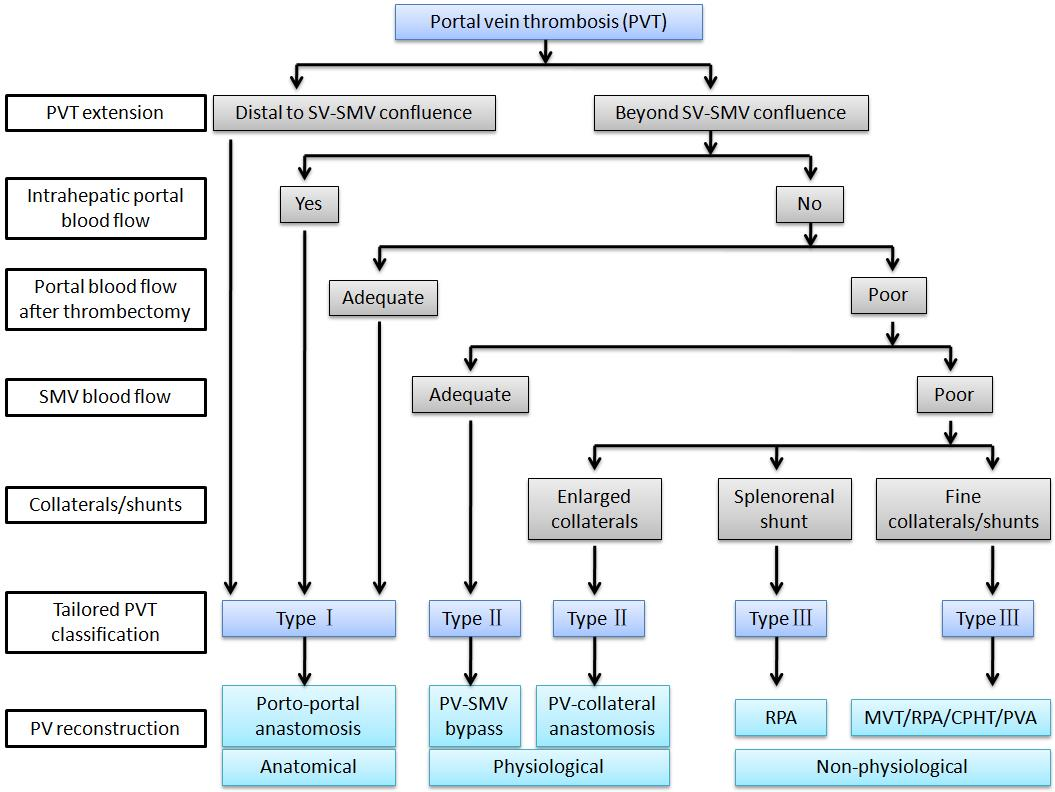 Portal vein thrombosis (PVT)
PVT extension
Distal to SV-SMV confluence
Beyond SV-SMV confluence
Intrahepatic portal
blood flow
Yes
No
Portal blood flow
after thrombectomy
Adequate
Poor
SMV blood flow
Adequate
Poor
Collaterals/shunts
Enlarged
collaterals
Splenorenal
shunt
Fine
collaterals/shunts
Tailored PVT
classification
Type Ⅰ
Type Ⅱ
Type Ⅱ
Type Ⅲ
Type Ⅲ
PV reconstruction
Porto-portal
anastomosis
PV-SMV
bypass
PV-collateral
anastomosis
RPA
MVT/RPA/CPHT/PVA
Anatomical
Physiological
Non-physiological